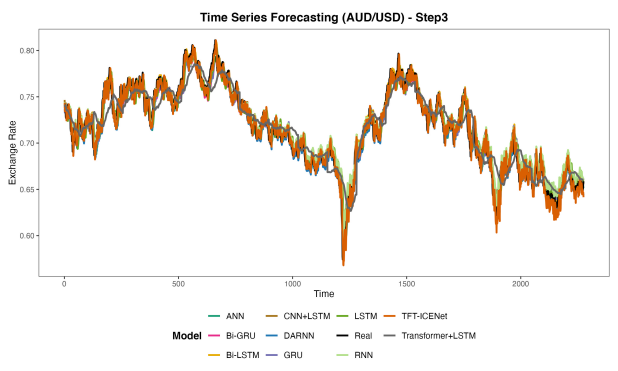 Time Series Forecasting (AUD/USD) - Step3
Exchange Rate
0.80
0.75
0.70
0.65
0.60
0
500
1000
1500
2000
Time
Model
ANN
CNN+LSTM
LSTM
TFT-ICENet
Bi-GRU
DARNN
Real
Transformer+LSTM
Bi-LSTM
GRU
RNN